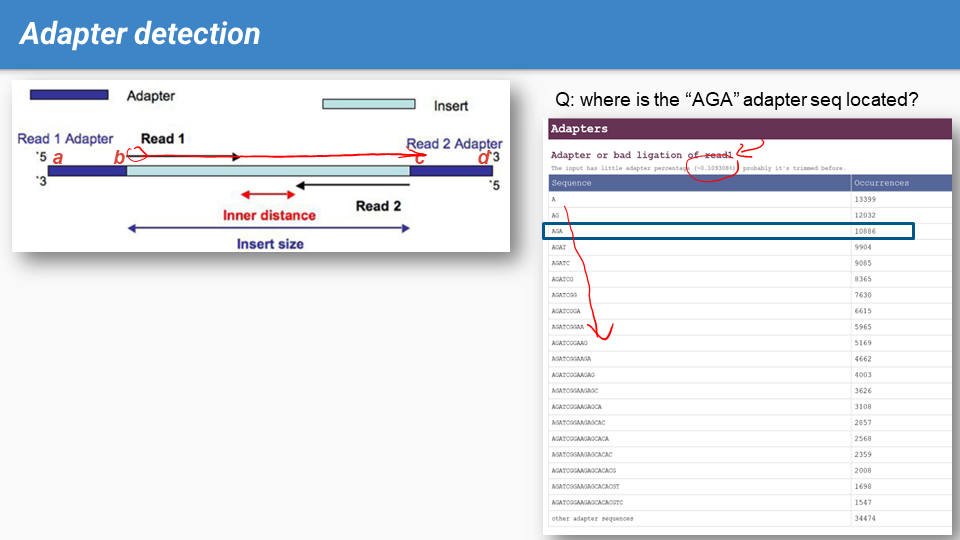 Adapter detection
Adapter
Insert
Q: where is the “AGA” adapter seq located?
Read 1 Adapter
Read 1
Read 2 Adapter
`5 a b c d `3
`3 `5
Read 2
Inner distance
Insert size
Adapters
Adapter or bad ligation of read1
The input has little adapter percentage (~0.109308%), probably it's trimmed before.
Sequence Occurrences
A 13399
AG 12032
AGA 10886
AGAT 9904
AGATC 9085
AGATCG 8365
AGATCGG 7630
AGATCGGA 6615
AGATCGGAA 5965
AGATCGGAAG 5169
AGATCGGAAGA 4662
AGATCGGAAGAG 4003
AGATCGGAAGAGC 3626
AGATCGGAAGAGCA 3108
AGATCGGAAGAGCAC 2857
AGATCGGAAGAGCACA 2568
AGATCGGAAGAGCACAC 2359
AGATCGGAAGAGCACACG 2008
AGATCGGAAGAGCACACGT 1698
AGATCGGAAGAGCACACGTC 1547
other adapter sequences 34474